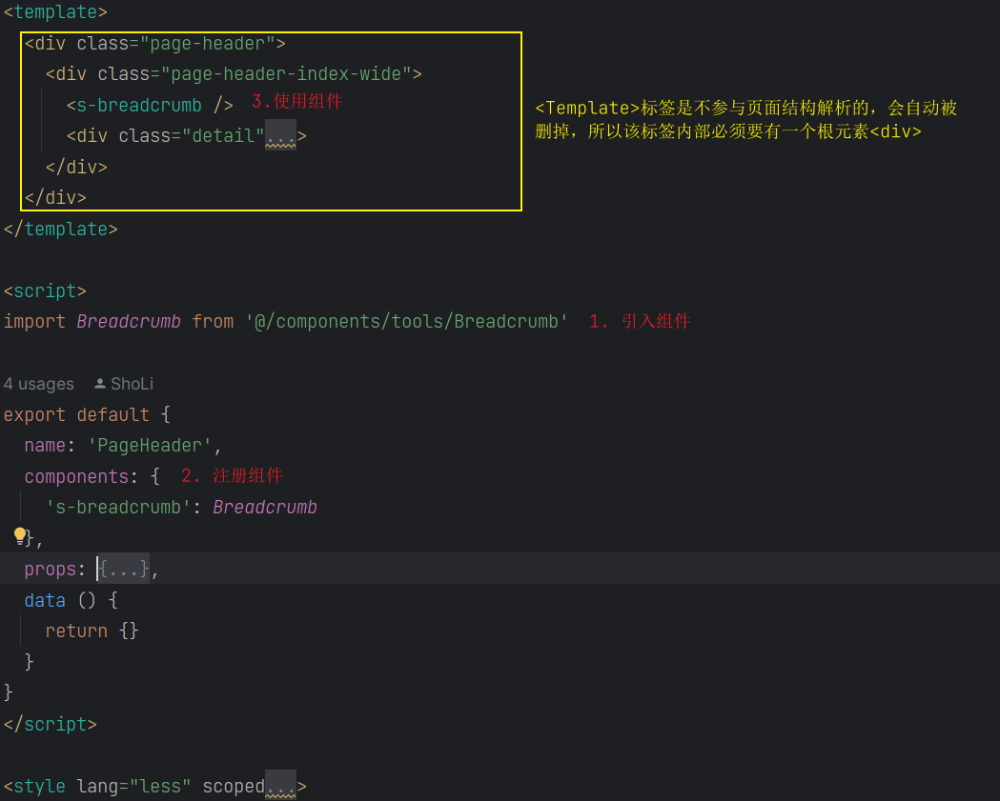 <template>
<div class="page-header">
<div class="page-header-index-wide">
<s-breadcrumb /> 3.使用组件
<Template>标签是不参与页面结构解析的，会自动被
删掉，所以该标签内部必须要有一个根元素<div>
<div class="detail"...>
</div>
</div>
</template>
<script>
import Breadcrumb from '@/components/tools/Breadcrumb' 1. 引入组件
4 usages ShoLi
export default {
name: 'PageHeader',
components: { 2. 注册组件
's-breadcrumb': Breadcrumb
},
props: {...},
data () {
return {}
}
}
</script>
<style lang="less" scoped...>